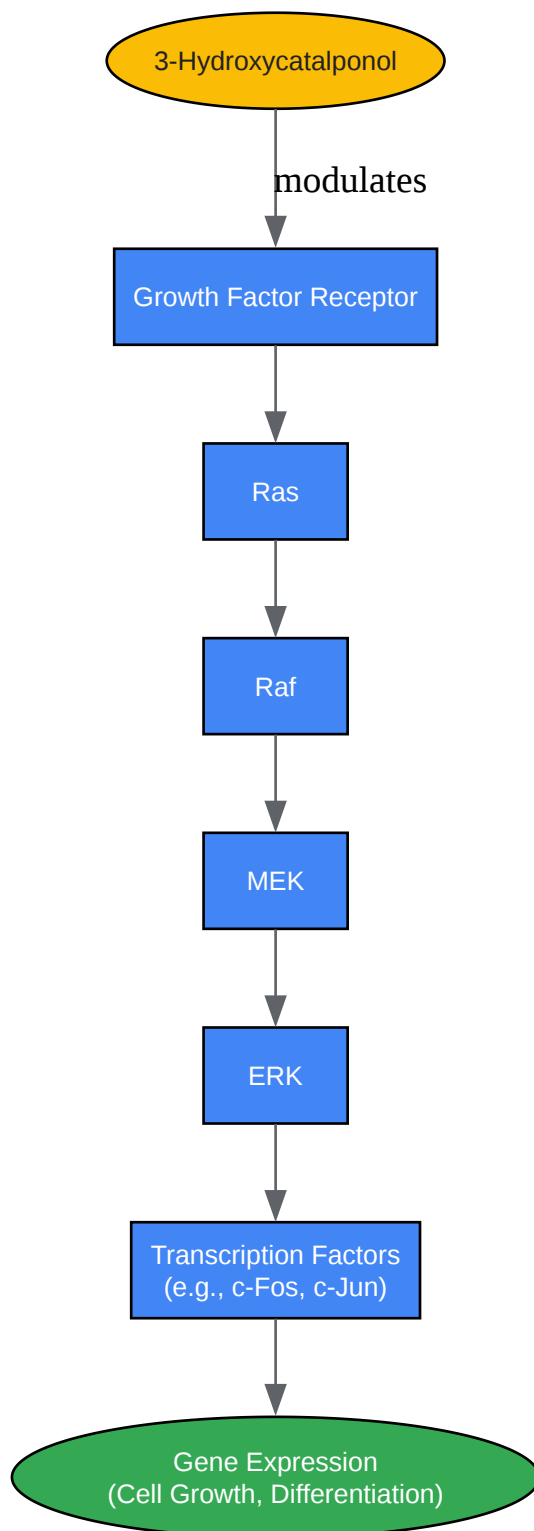 3-Hydroxycatalponol
modulates
Growth Factor Receptor
Ras
Raf
MEK
ERK
Transcription Factors
(e.g., c-Fos, c-Jun)
Gene Expression
(Cell Growth, Differentiation)